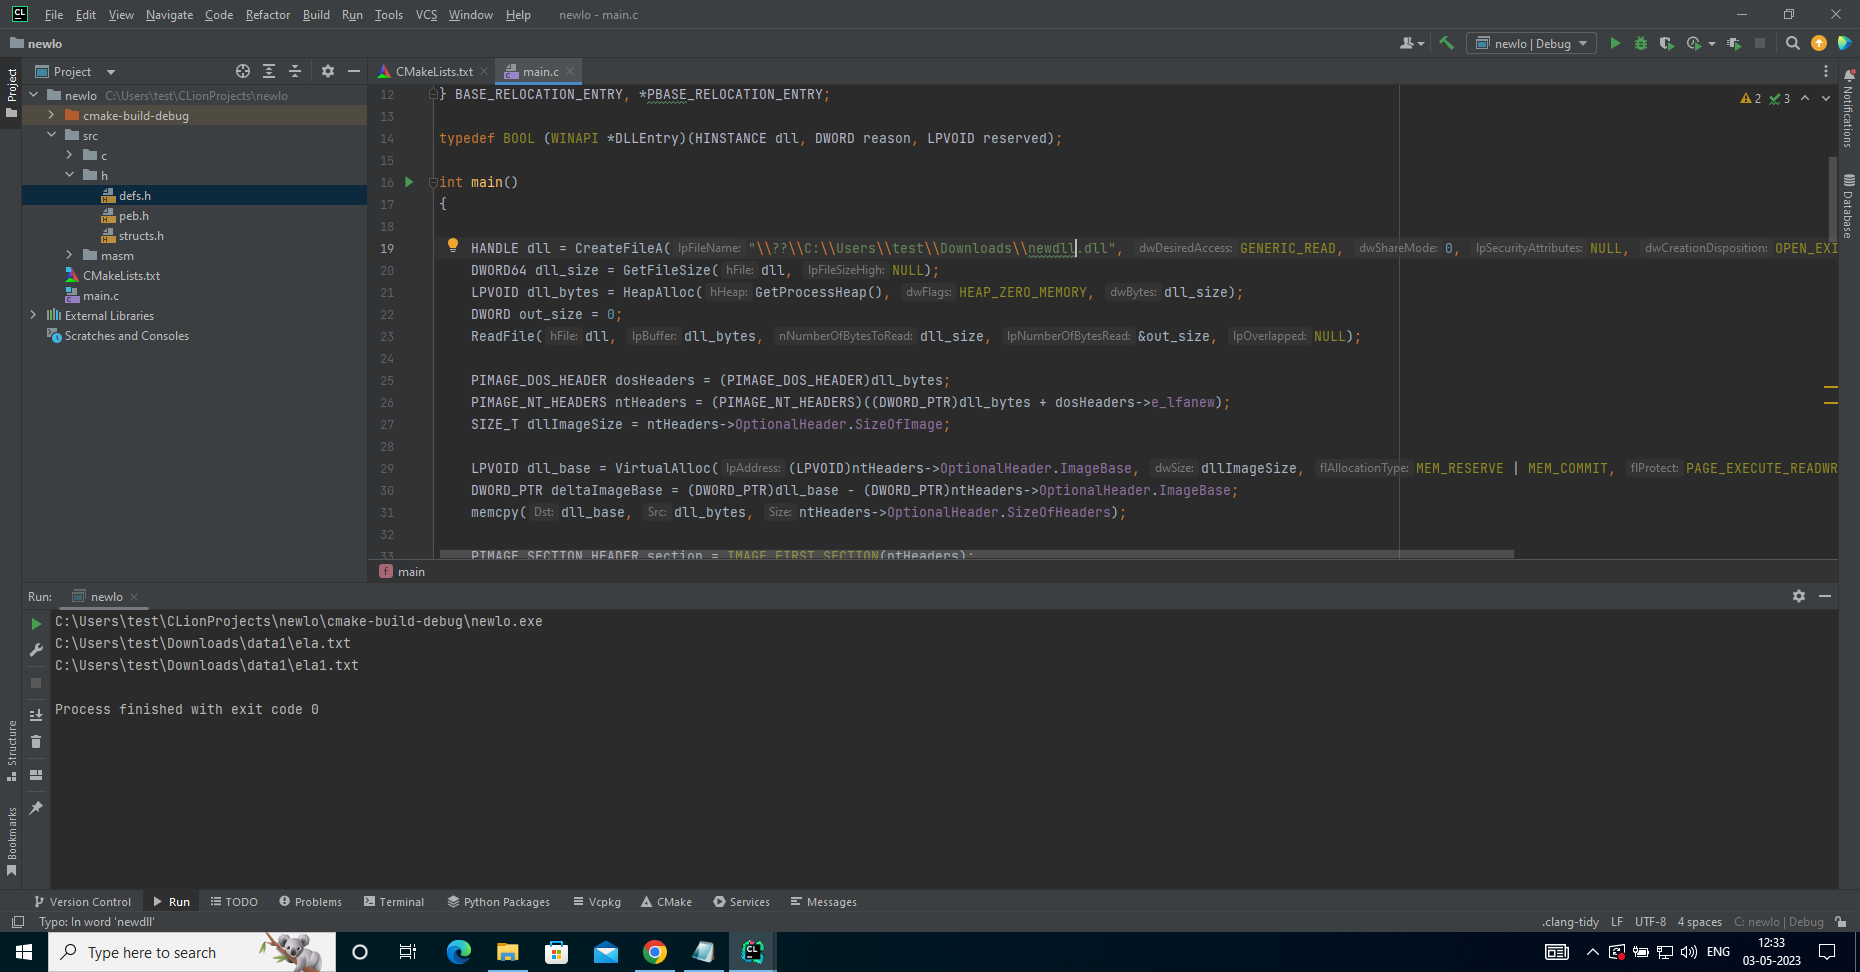 CL File Edit View Navigate Code Refactor Build Run Tools VCS Window Help newlo - main.c
newlo
newlo | Debug
Project
Project
CMakeLists.txt
main.c
newlo C:\Users\test\CLionProjects\newlo
cmake-build-debug
src
c
h
defs.h
peb.h
structs.h
masm
CMakeLists.txt
main.c
External Libraries
Scratches and Consoles
12 } BASE_RELOCATION_ENTRY, *PBASE_RELOCATION_ENTRY;
13
14 typedef BOOL (WINAPI *DLLEntry)(HINSTANCE dll, DWORD reason, LPVOID reserved);
15
16 int main()
17 {
18
19 HANDLE dll = CreateFileA( lpFileName: "\\??\\C:\\Users\\test\\Downloads\\newdll.dll", dwDesiredAccess: GENERIC_READ, dwShareMode: 0, lpSecurityAttributes: NULL, dwCreationDisposition: OPEN_EXI
20 DWORD64 dll_size = GetFileSize( hFile: dll, lpFileSizeHigh: NULL);
21 LPVOID dll_bytes = HeapAlloc( hHeap: GetProcessHeap(), dwFlags: HEAP_ZERO_MEMORY, dwBytes: dll_size);
22 DWORD out_size = 0;
23 ReadFile( hFile: dll, lpBuffer: dll_bytes, nNumberOfBytesToRead: dll_size, lpNumberOfBytesRead: &out_size, lpOverlapped: NULL);
24
25 PIMAGE_DOS_HEADER dosHeaders = (PIMAGE_DOS_HEADER)dll_bytes;
26 PIMAGE_NT_HEADERS ntHeaders = (PIMAGE_NT_HEADERS)((DWORD_PTR)dll_bytes + dosHeaders->e_lfanew);
27 SIZE_T dllImageSize = ntHeaders->OptionalHeader.SizeOfImage;
28
29 LPVOID dll_base = VirtualAlloc( lpAddress: (LPVOID)ntHeaders->OptionalHeader.ImageBase, dwSize: dllImageSize, flAllocationType: MEM_RESERVE | MEM_COMMIT, flProtect: PAGE_EXECUTE_READWR
30 DWORD_PTR deltaImageBase = (DWORD_PTR)dll_base - (DWORD_PTR)ntHeaders->OptionalHeader.ImageBase;
31 memcpy( Dst: dll_base, Src: dll_bytes, Size: ntHeaders->OptionalHeader.SizeOfHeaders);
32
33 PIMAGE_SECTION_HEADER section = IMAGE_FIRST_SECTION(ntHeaders);
2 3
Notifications
Database
f main
Run: newlo
C:\Users\test\CLionProjects\newlo\cmake-build-debug\newlo.exe
C:\Users\test\Downloads\data1\ela.txt
C:\Users\test\Downloads\data1\ela1.txt
Process finished with exit code 0
Structure
Bookmarks
Version Control Run TODO Problems Terminal Python Packages Vcpkg CMake Services Messages
Typo: In word 'newdll'
.clang-tidy LF UTF-8 4 spaces C: newlo | Debug
Type here to search
CL
ENG
12:33
03-05-2023